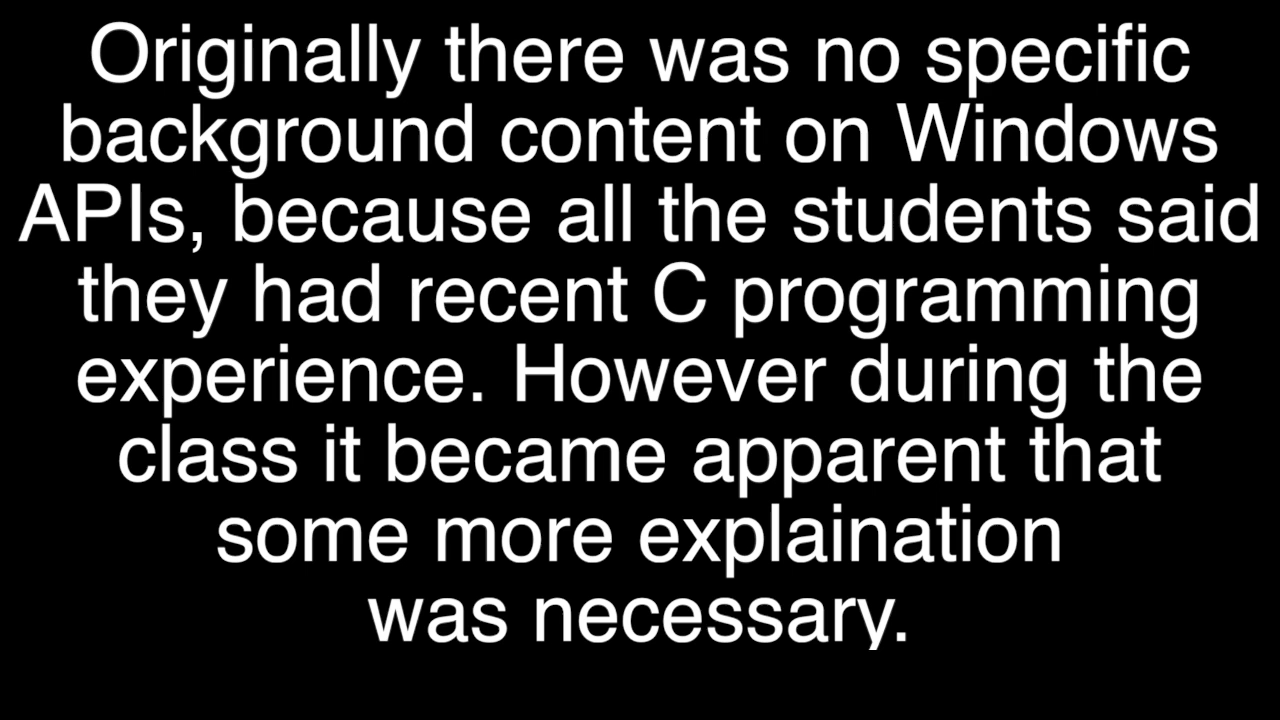 Originally there was no specific
background content on Windows
APIs, because all the students said
they had recent C programming
experience. However during the
class it became apparent that
some more explaination
was necessary.